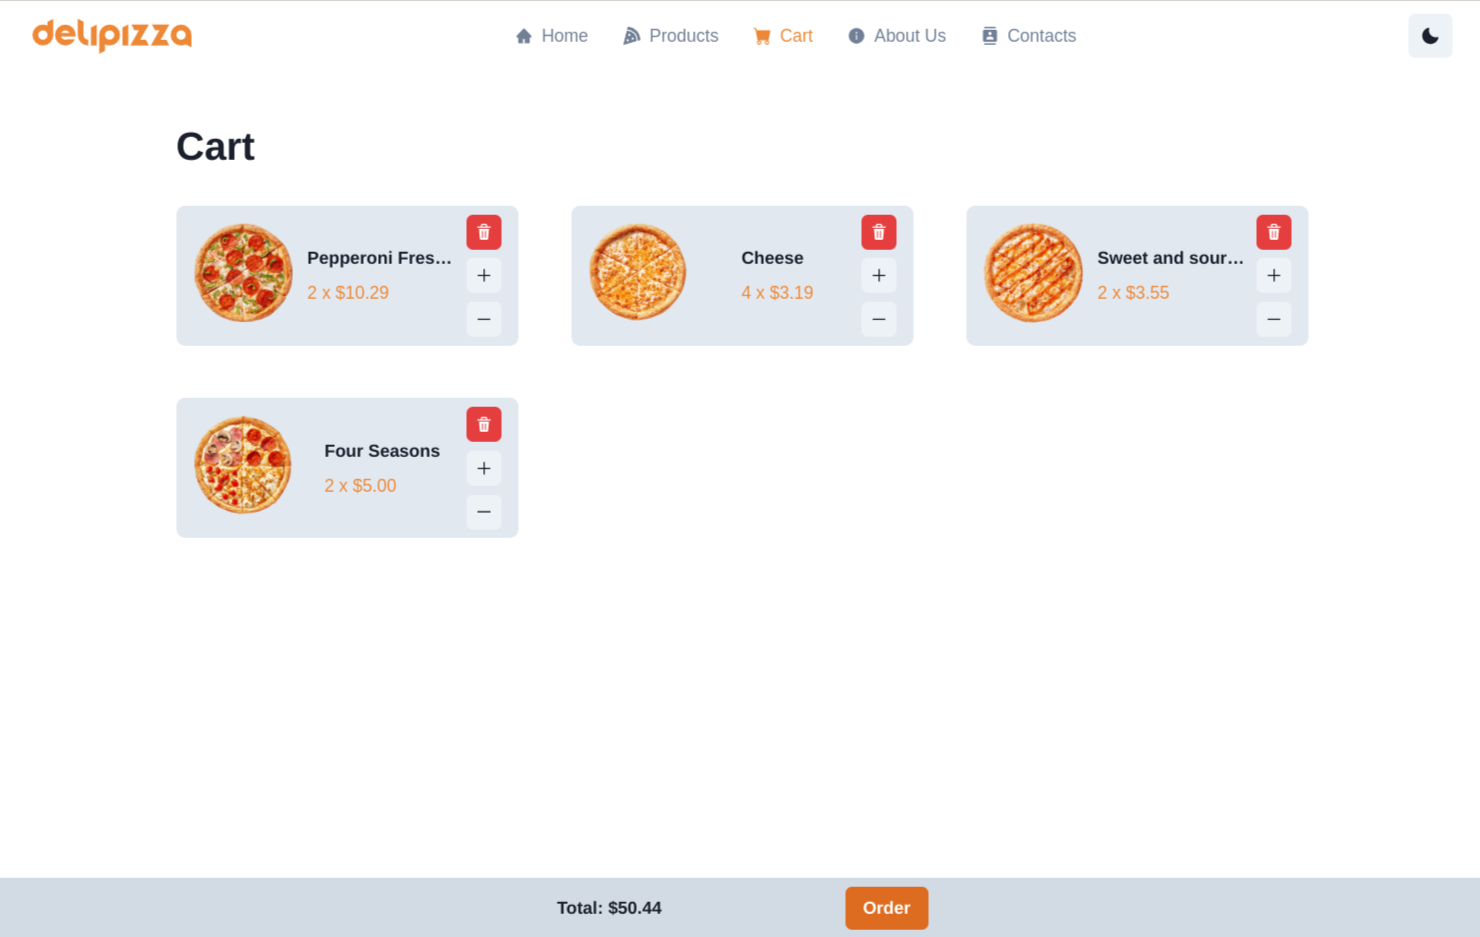 delipizza
Home Products Cart About Us Contacts
Cart
Pepperoni Fres...
2 x $10.29
Cheese
4 x $3.19
Sweet and sour...
2 x $3.55
Four Seasons
2 x $5.00
Total: $50.44
Order